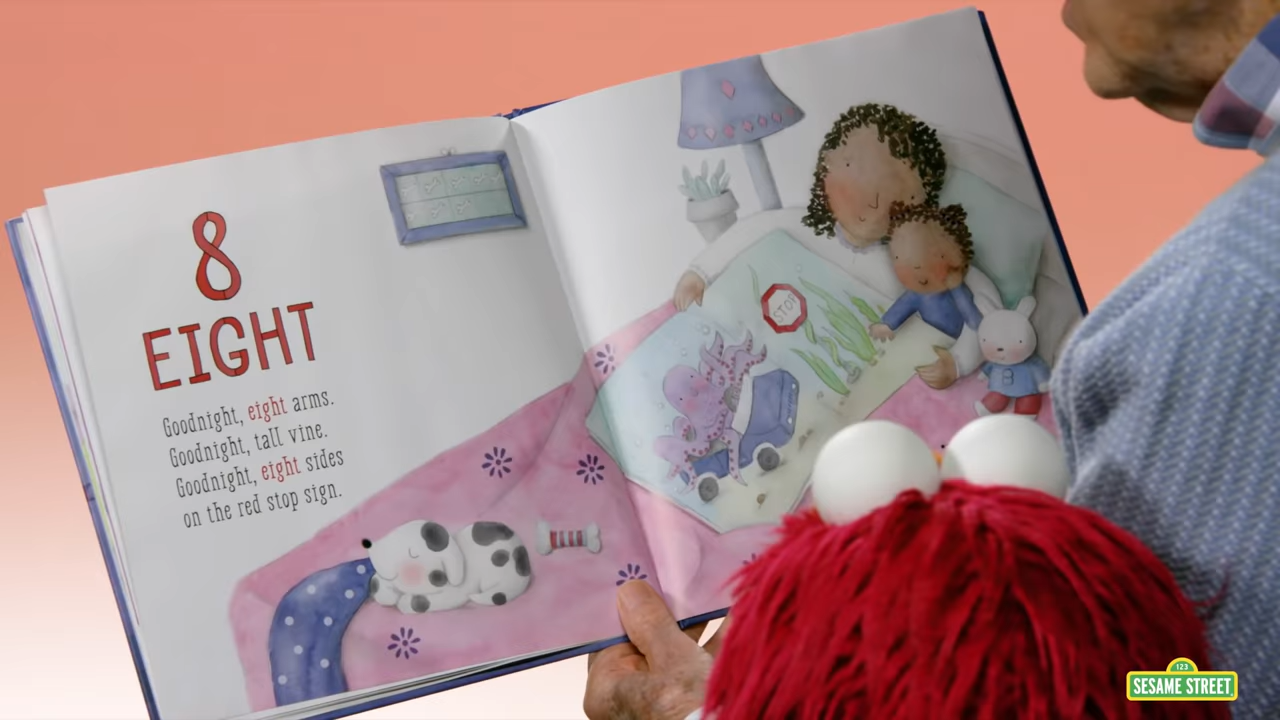 8
EIGHT
Goodnight, eight arms.
Goodnight, tall vine.
Goodnight, eight sides
on the red stop sign.
STOP
123
SESAME STREET